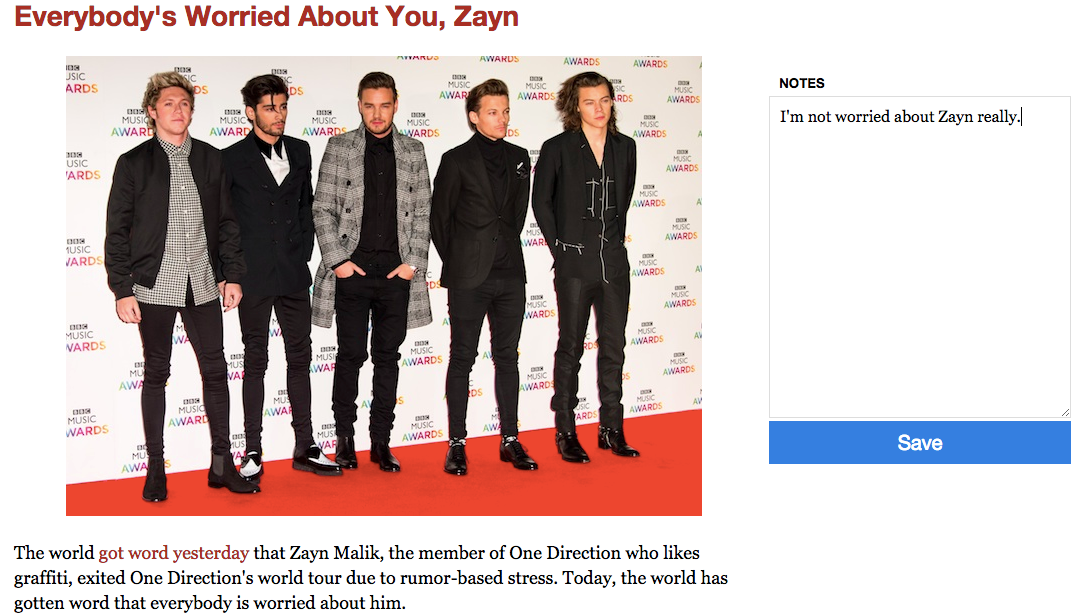 Everybody's Worried About You, Zayn
BBC
MUSIC
AWARDS
NOTES
I'm not worried about Zayn really.
Save
The world got word yesterday that Zayn Malik, the member of One Direction who likes
graffiti, exited One Direction's world tour due to rumor-based stress. Today, the world has
gotten word that everybody is worried about him.